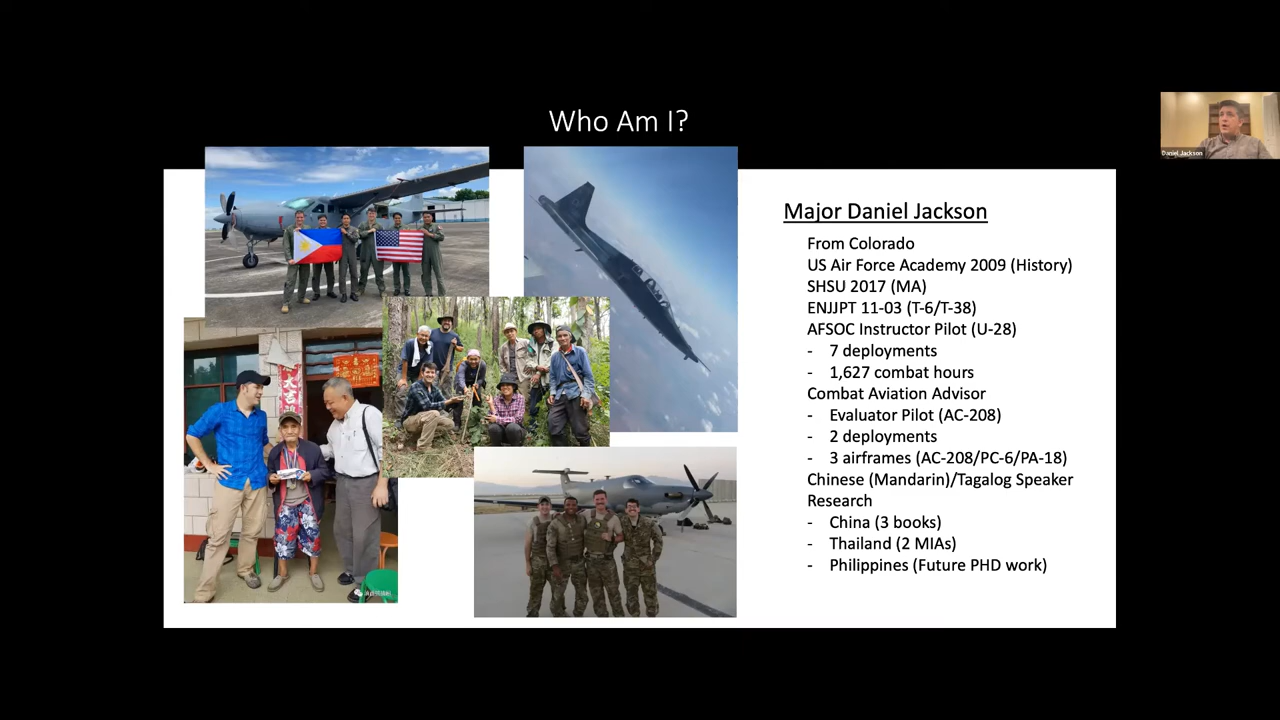 Who Am I?
Daniel Jackson
Major Daniel Jackson
From Colorado
US Air Force Academy 2009 (History)
SHSU 2017 (MA)
ENJJPT 11-03 (T-6/T-38)
AFSOC Instructor Pilot (U-28)
- 7 deployments
- 1,627 combat hours
Combat Aviation Advisor
- Evaluator Pilot (AC-208)
- 2 deployments
- 3 airframes (AC-208/PC-6/PA-18)
Chinese (Mandarin)/Tagalog Speaker
Research
- China (3 books)
- Thailand (2 MIAs)
- Philippines (Future PHD work)
大吉